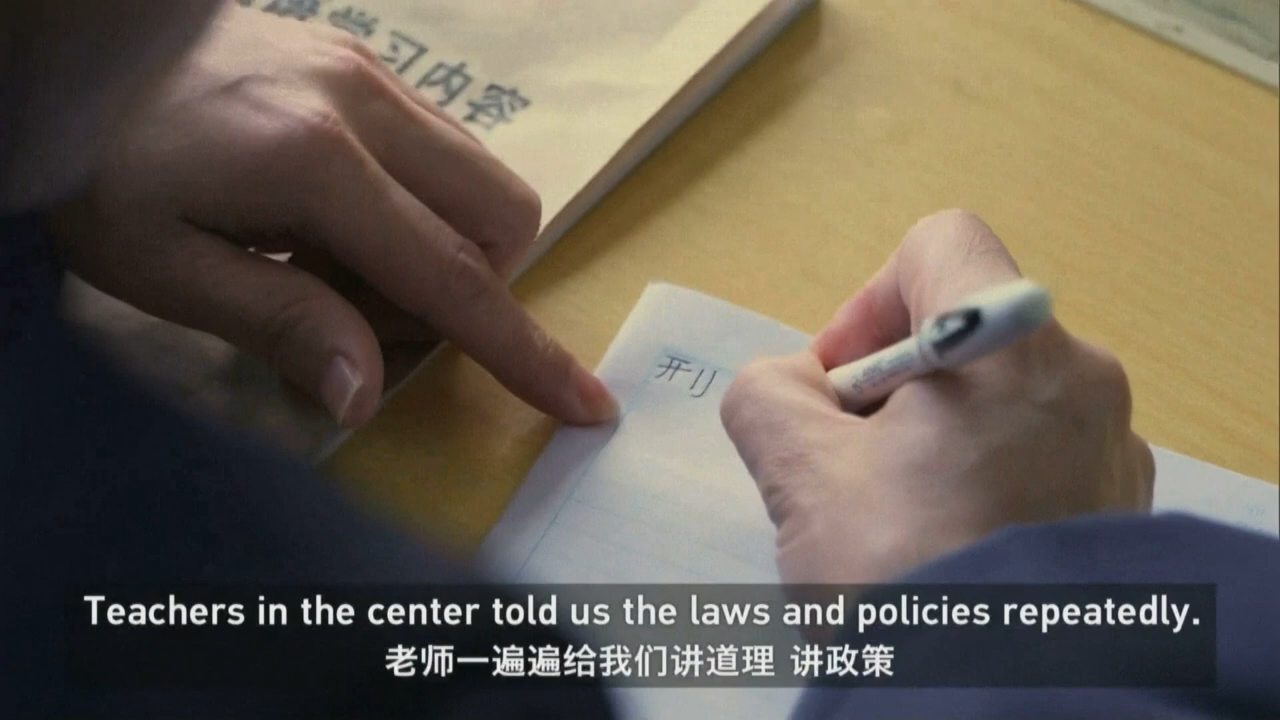 学习内容
刑
Teachers in the center told us the laws and policies repeatedly.
老师一遍遍给我们讲道理 讲政策